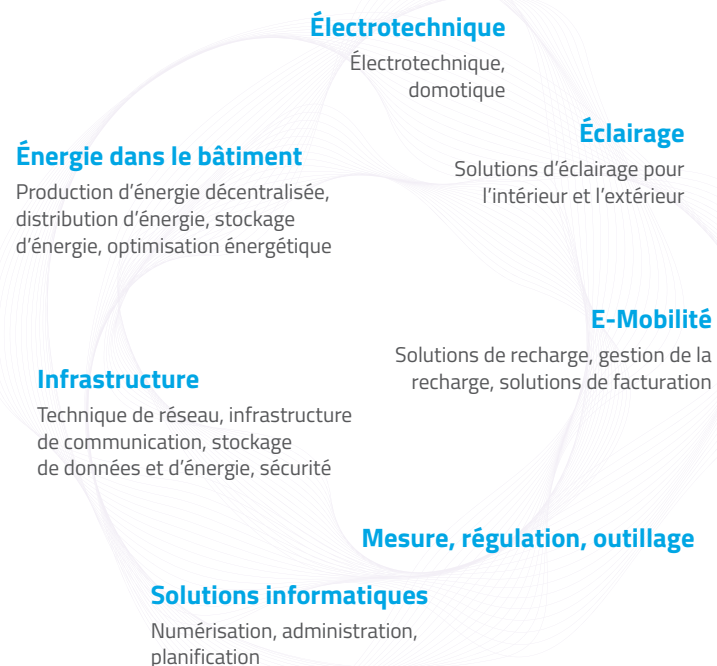 Électrotechnique
Électrotechnique,
domotique
Éclairage
Solutions d’éclairage pour
l’intérieur et l’extérieur
Énergie dans le bâtiment
Production d’énergie décentralisée,
distribution d’énergie, stockage
d’énergie, optimisation énergétique
E-Mobilité
Solutions de recharge, gestion de la
recharge, solutions de facturation
Infrastructure
Technique de réseau, infrastructure
de communication, stockage
de données et d’énergie, sécurité
Mesure, régulation, outillage
Solutions informatiques
Numérisation, administration,
planification